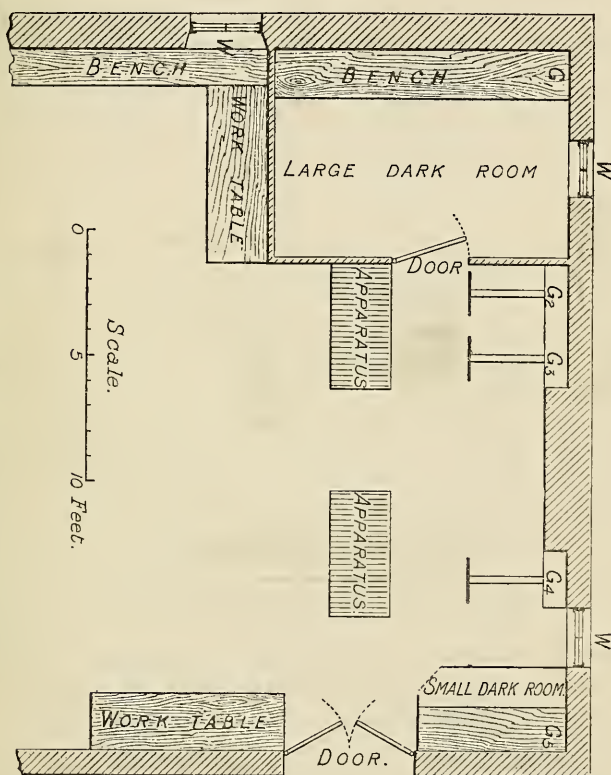 W
BENCH
BENCH
G1
WORK TABLE
LARGE DARK ROOM
W
DOOR
APPARATUS
G2
G3
0
5
10 Feet.
Scale.
APPARATUS
G4
W
SMALL DARK ROOM.
G5
WORK TABLE
DOOR.